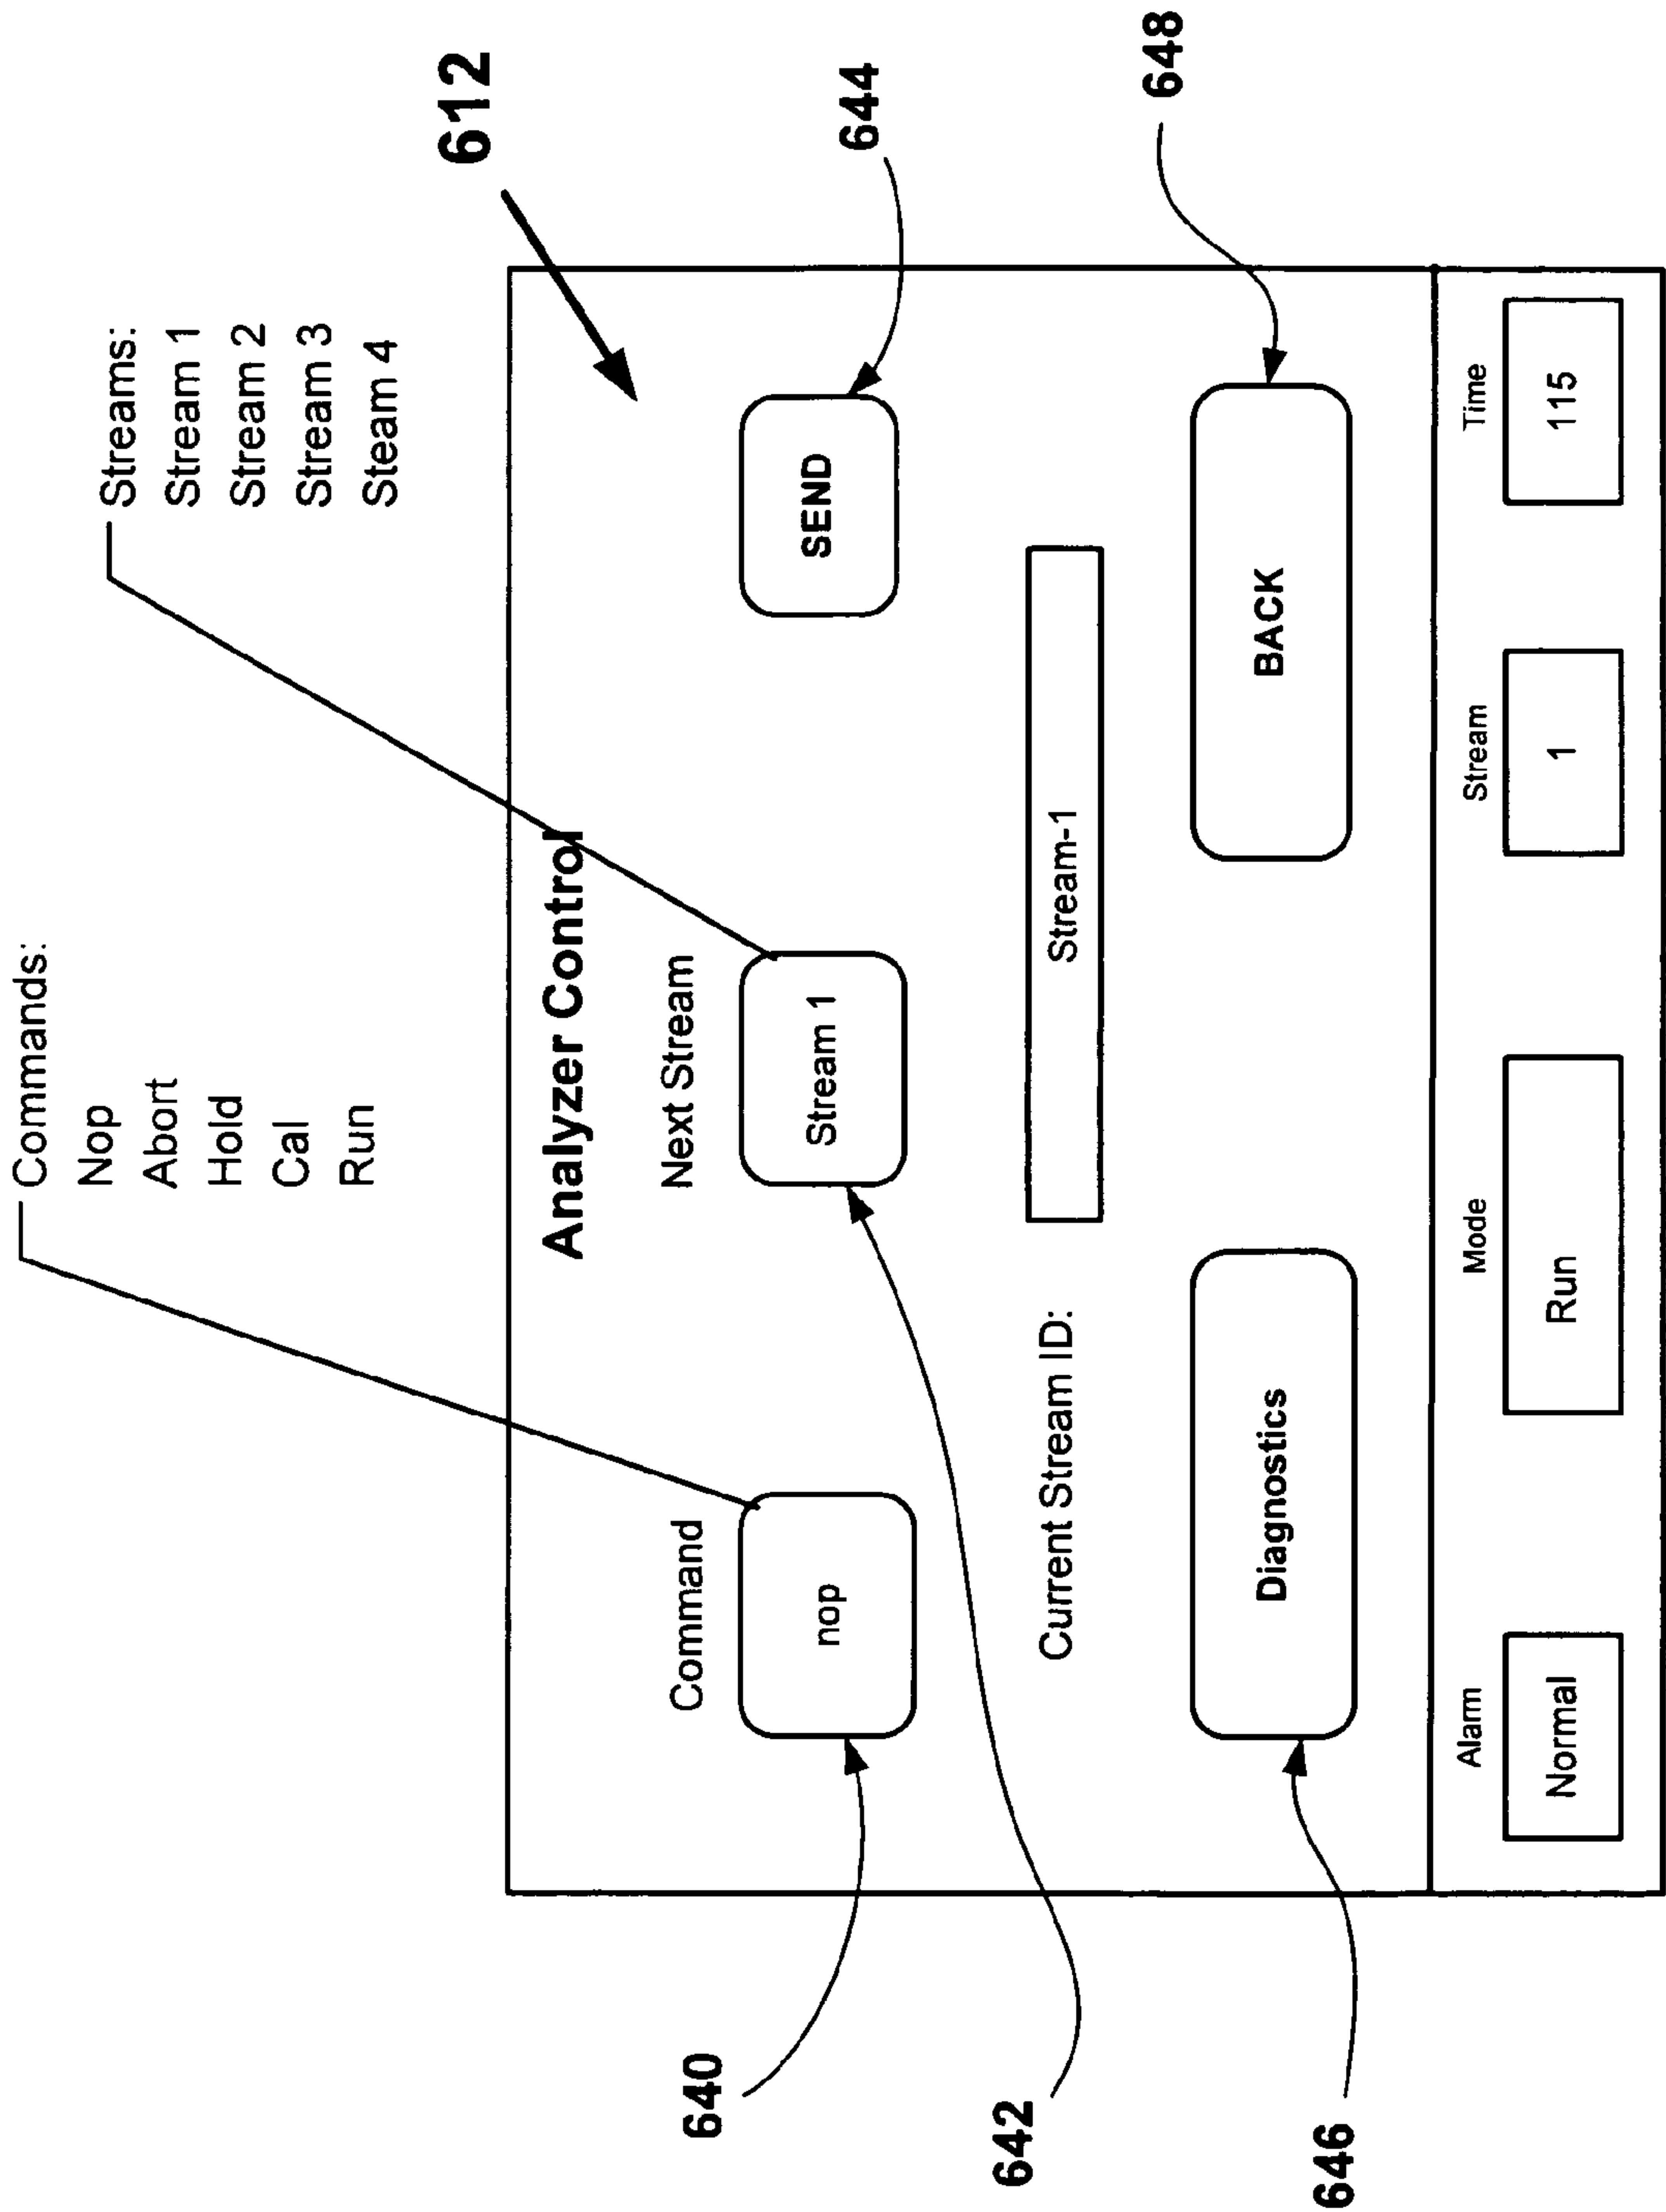 Commands:
Nop
Abort
Hold
Cal
Run
Streams:
Stream 1
Stream 2
Stream 3
Steam 4
612
Analyzer Control
Command
Next Stream
nop
Stream 1
SEND
640
642
644
Current Stream ID:
Stream-1
Diagnostics
BACK
646
648
Alarm
Mode
Stream
Time
Normal
Run
1
115